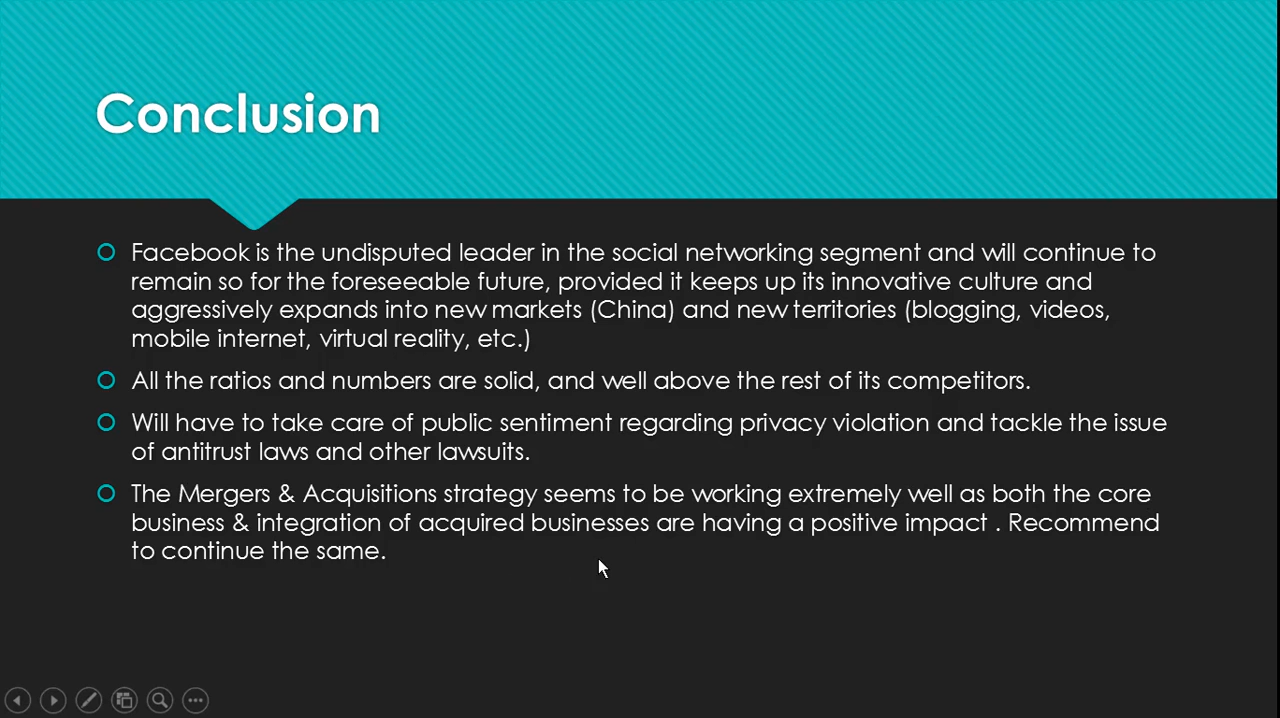 Conclusion
Facebook is the undisputed leader in the social networking segment and will continue to
remain so for the foreseeable future, provided it keeps up its innovative culture and
aggressively expands into new markets (China) and new territories (blogging, videos,
mobile internet, virtual reality, etc.)
All the ratios and numbers are solid, and well above the rest of its competitors.
Will have to take care of public sentiment regarding privacy violation and tackle the issue
of antitrust laws and other lawsuits.
The Mergers & Acquisitions strategy seems to be working extremely well as both the core
business & integration of acquired businesses are having a positive impact . Recommend
to continue the same.